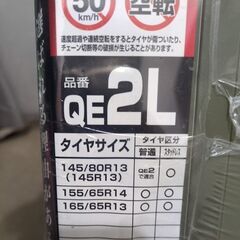 50
km/h
空転
速度超過や連続空転をするとタイヤが傷ついたり、
チェーン切断等の破損が生じることがあります。
品番
QE2L
タイヤサイズ
タイヤ区分
普通 スタッドレス
145/80R13
(145R13)
QE2
で適合
○
155/65R14 ○ ○
165/65R13 ○ ○